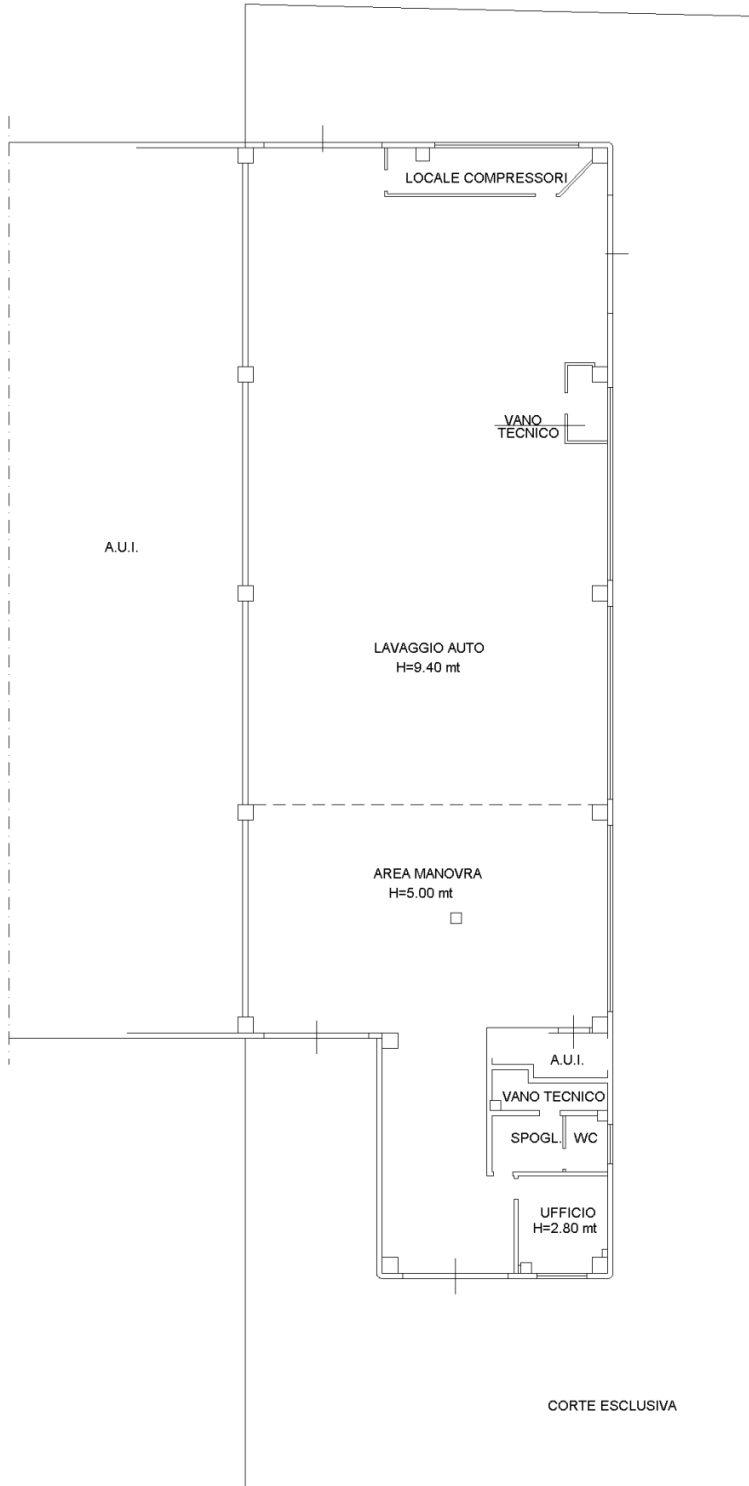 LOCALE COMPRESSORI
VANO
TECNICO
A.U.I.
LAVAGGIO AUTO
H=9.40 mt
AREA MANOVRA
H=5.00 mt
A.U.I.
VANO TECNICO
SPOGL. WC
UFFICIO
H=2.80 mt
CORTE ESCLUSIVA